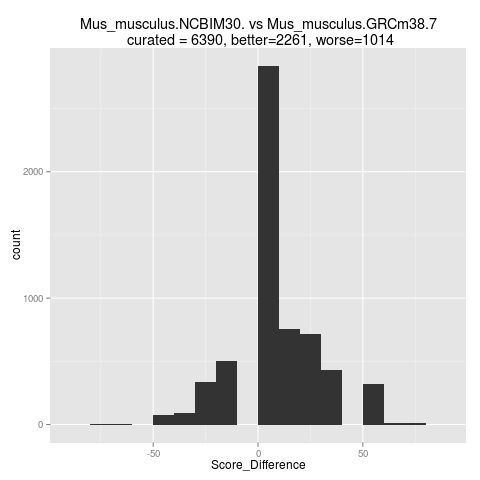 Mus_musculus.NCBIM30. vs Mus_musculus.GRCm38.7
curated = 6390, better=2261, worse=1014
2000
1000
0
count
-50
0
50
Score_Difference